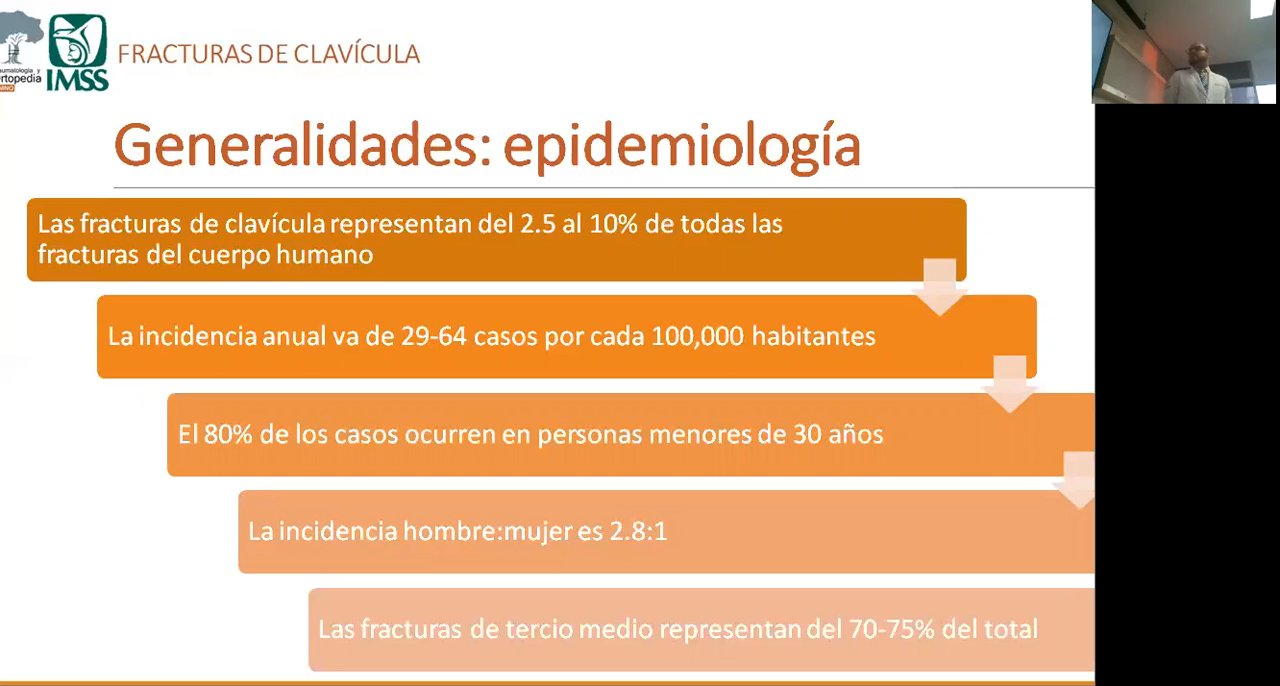 IMSS
FRACTURAS DE CLAVÍCULA
Generalidades: epidemiología
Las fracturas de clavícula representan del 2.5 al 10% de todas las
fracturas del cuerpo humano
La incidencia anual va de 29-64 casos por cada 100,000 habitantes
El 80% de los casos ocurren en personas menores de 30 años
La incidencia hombre:mujer es 2.8:1
Las fracturas de tercio medio representan del 70-75% del total